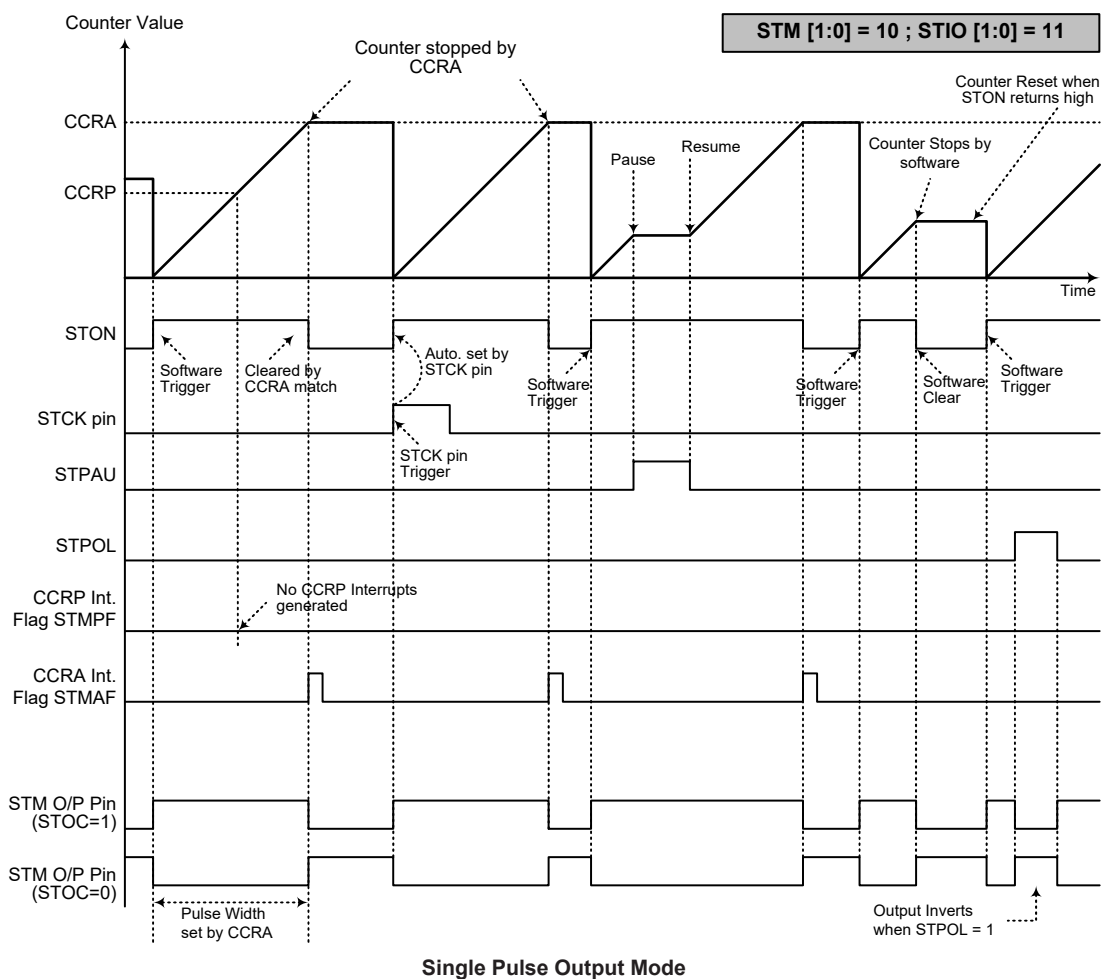 Counter Value
STM [1:0] = 10 ; STIO [1:0] = 11
Counter stopped by
CCRA
Counter Reset when
STON returns high
CCRA
CCRP
Pause
Resume
Counter Stops by
software
Time
STON
Software
Trigger
Cleared by
CCRA match
Auto. set by
STCK pin
Software
Trigger
Software
Trigger
Software
Clear
Software
Trigger
STCK pin
STCK pin
Trigger
STPAU
STPOL
CCRP Int.
Flag STMPF
No CCRP Interrupts
generated
CCRA Int.
Flag STMAF
STM O/P Pin
(STOC=1)
STM O/P Pin
(STOC=0)
Pulse Width
set by CCRA
Output Inverts
when STPOL = 1
Single Pulse Output Mode